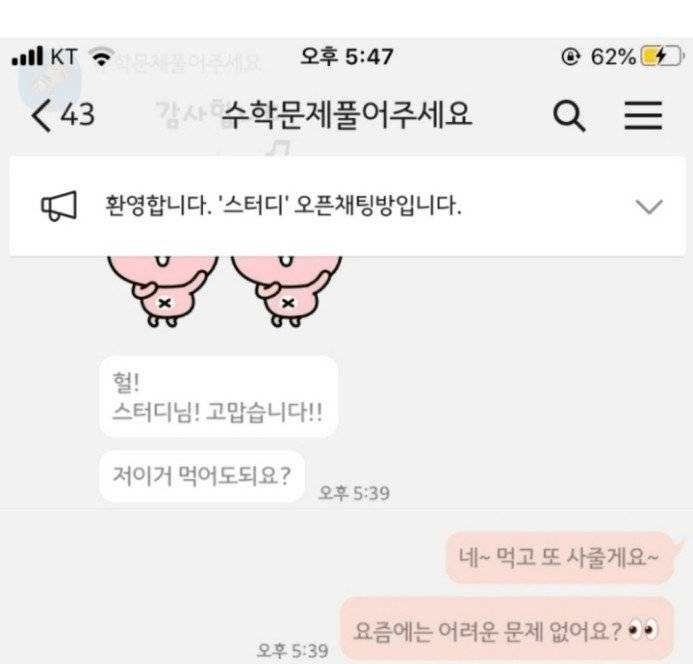 KT 오후 5:47 62%
수학문제풀어주세요
43 수학문제풀어주세요
감사합
환영합니다. '스터디' 오픈채팅방입니다.
헐!
스터디님! 고맙습니다!!
저이거 먹어도되요?
오후 5:39
네~ 먹고 또 사줄게요~
요즘에는 어려운 문제 없어요?👀
오후 5:39